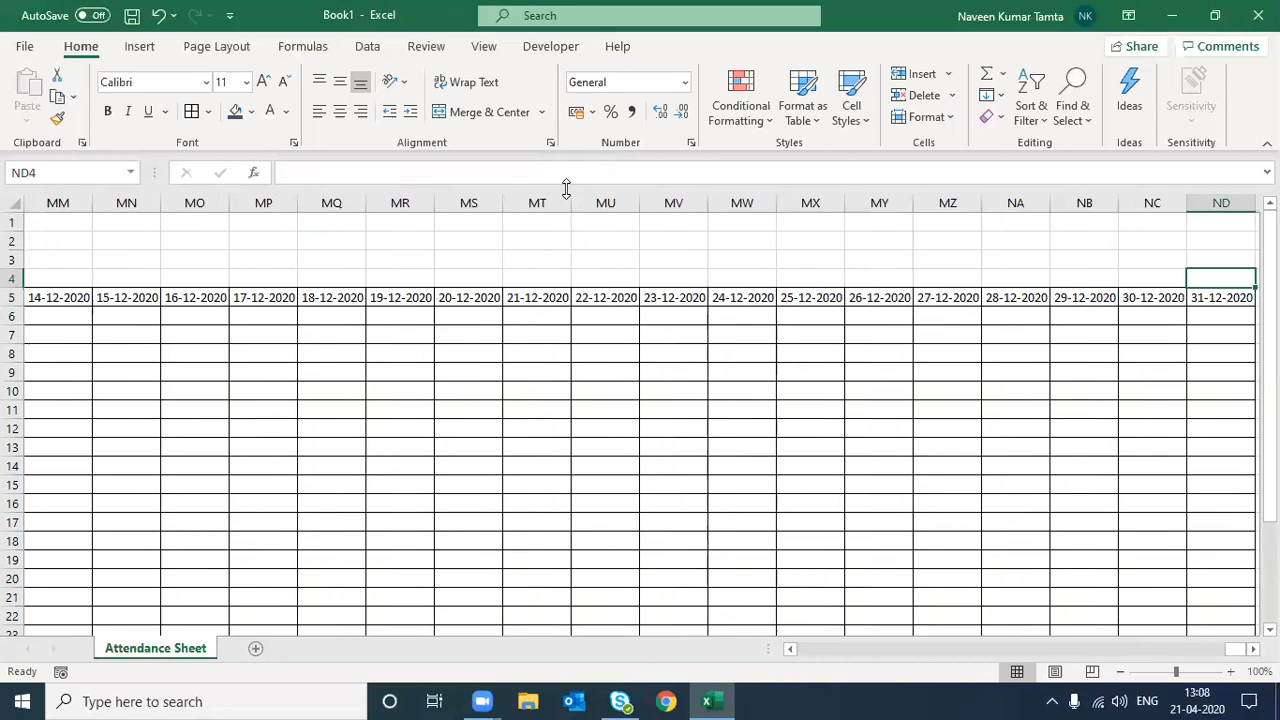 AutoSave Off Book1 - Excel Search Naveen Kumar Tamta NK
File Home Insert Page Layout Formulas Data Review View Developer Help Share Comments
Paste Calibri 11 Wrap Text General Conditional Formatting Format as Table Cell Styles Insert Sort & Filter Find & Select Ideas Sensitivity
B I U Merge & Center Delete
Format
Clipboard Font Alignment Number Styles Cells Editing Ideas Sensitivity
ND4
MM MN MO MP MQ MR MS MT MU MV MW MX MY MZ NA NB NC ND
1
2
3
4
5 14-12-2020 15-12-2020 16-12-2020 17-12-2020 18-12-2020 19-12-2020 20-12-2020 21-12-2020 22-12-2020 23-12-2020 24-12-2020 25-12-2020 26-12-2020 27-12-2020 28-12-2020 29-12-2020 30-12-2020 31-12-2020
6
7
8
9
10
11
12
13
14
15
16
17
18
19
20
21
22
23
Attendance Sheet
Ready 100%
Type here to search ENG 13:08
21-04-2020